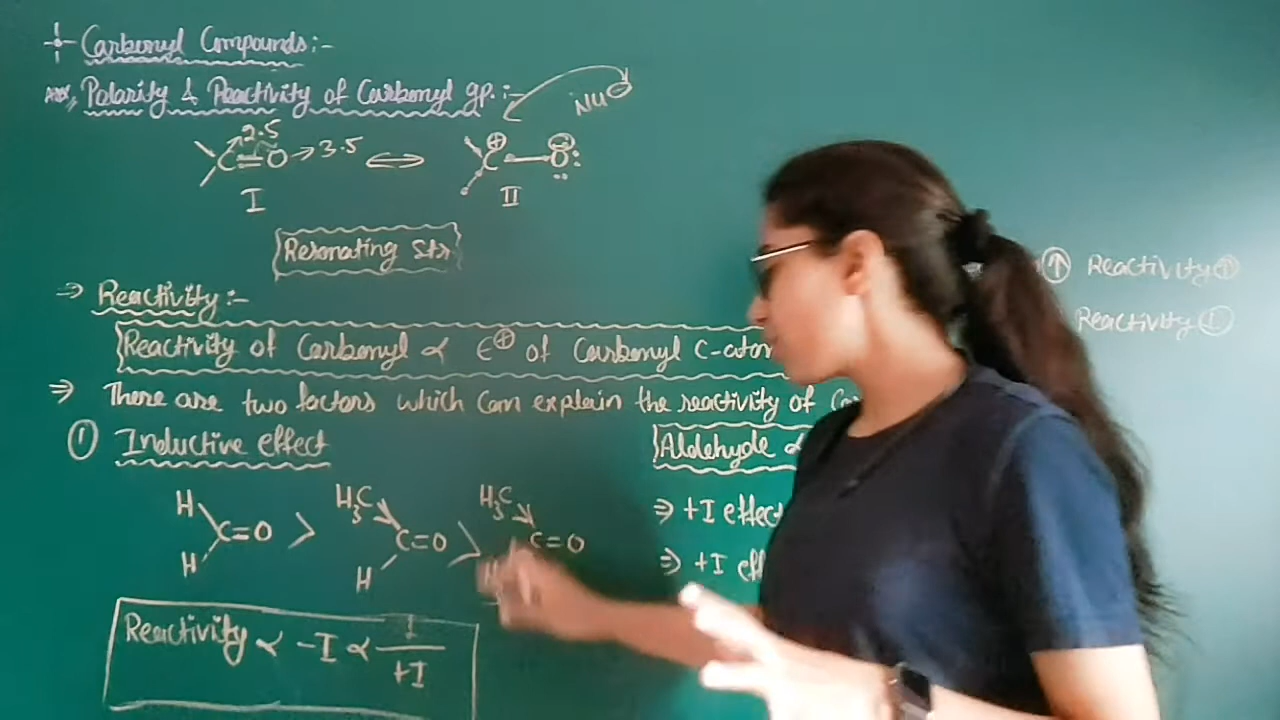 Carbonyl Compounds:-
Polarity & Reactivity of Carbonyl gp.:-
Nu⊖
2.5
C=O→3.5 ⇔ C⊕—O⊖
I II
Resonating Str
⇒ Reactivity:-
Reactivity of Carbonyl ∝ e⊕ of Carbonyl C-atom
⇒ There are two factors which can explain the reactivity of
① Inductive effect
H H C=O > H₃C H C=O > H₃C C=O
Reactivity ∝ -I ∝ 1/+I
↑ Reactivity↑
Reactivity↓
Aldehyde
⇒ +I effect
⇒ +I